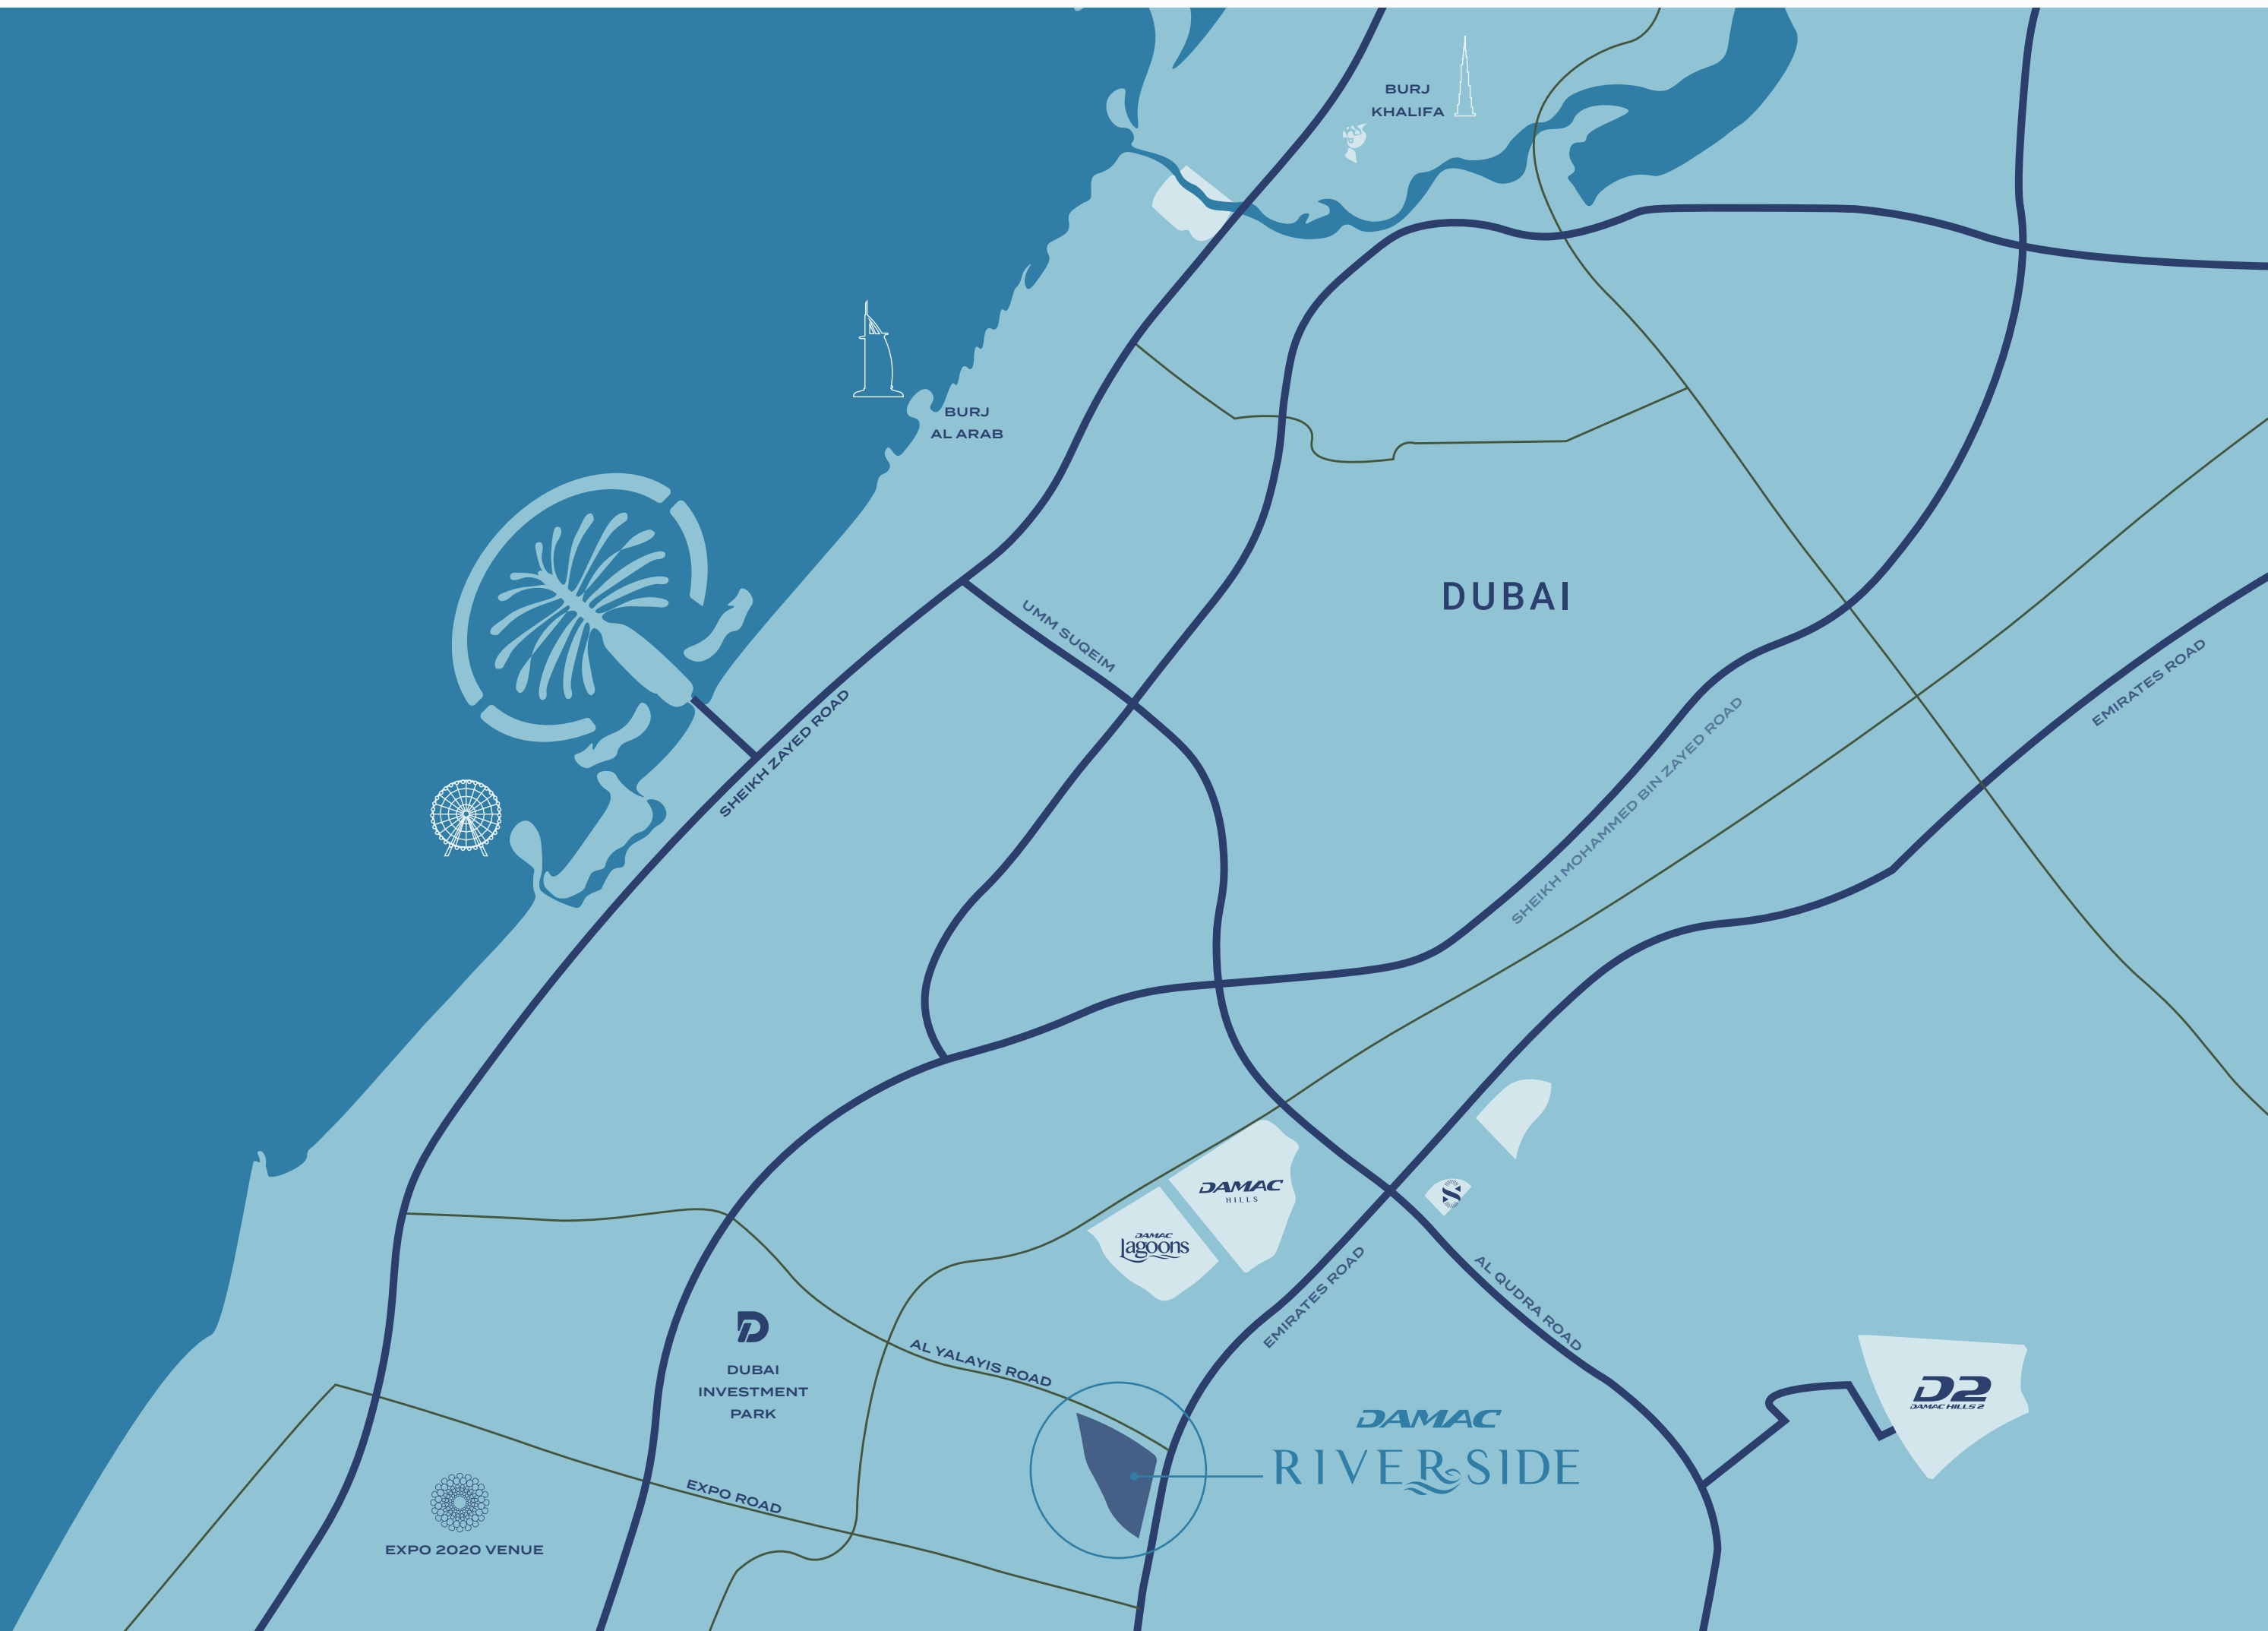 BURJ
KHALIFA
BURJ
AL ARAB
DUBAI
UMM SUQEIM
EMIRATES ROAD
SHEIKH ZAYED ROAD
SHEIKH MOHAMMED BIN ZAYED ROAD
DAMAC
HILLS
DAMAC
lagoons
S
EMIRATES ROAD
AL QUDRA ROAD
D
DUBAI
INVESTMENT
PARK
AL YALAYIS ROAD
D2
DAMAC HILLS 2
DAMAC
RIVERSIDE
EXPO ROAD
EXPO 2020 VENUE